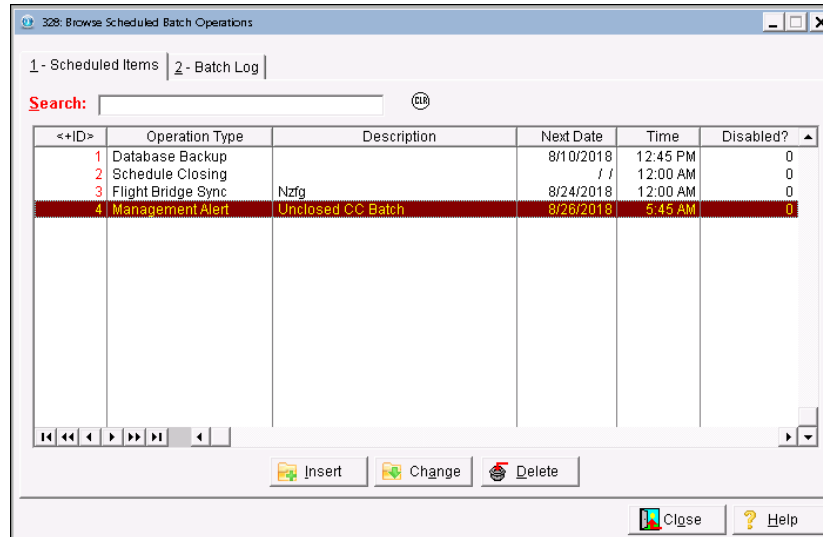 328: Browse Scheduled Batch Operations
1 - Scheduled Items 2 - Batch Log
Search: CLR
<+ID> Operation Type Description Next Date Time Disabled?
1 Database Backup 8/10/2018 12:45 PM 0
2 Schedule Closing / / 12:00 AM 0
3 Flight Bridge Sync Nzfg 8/24/2018 12:00 AM 0
4 Management Alert Unclosed CC Batch 8/26/2018 5:45 AM 0
Insert Change Delete
Close ? Help